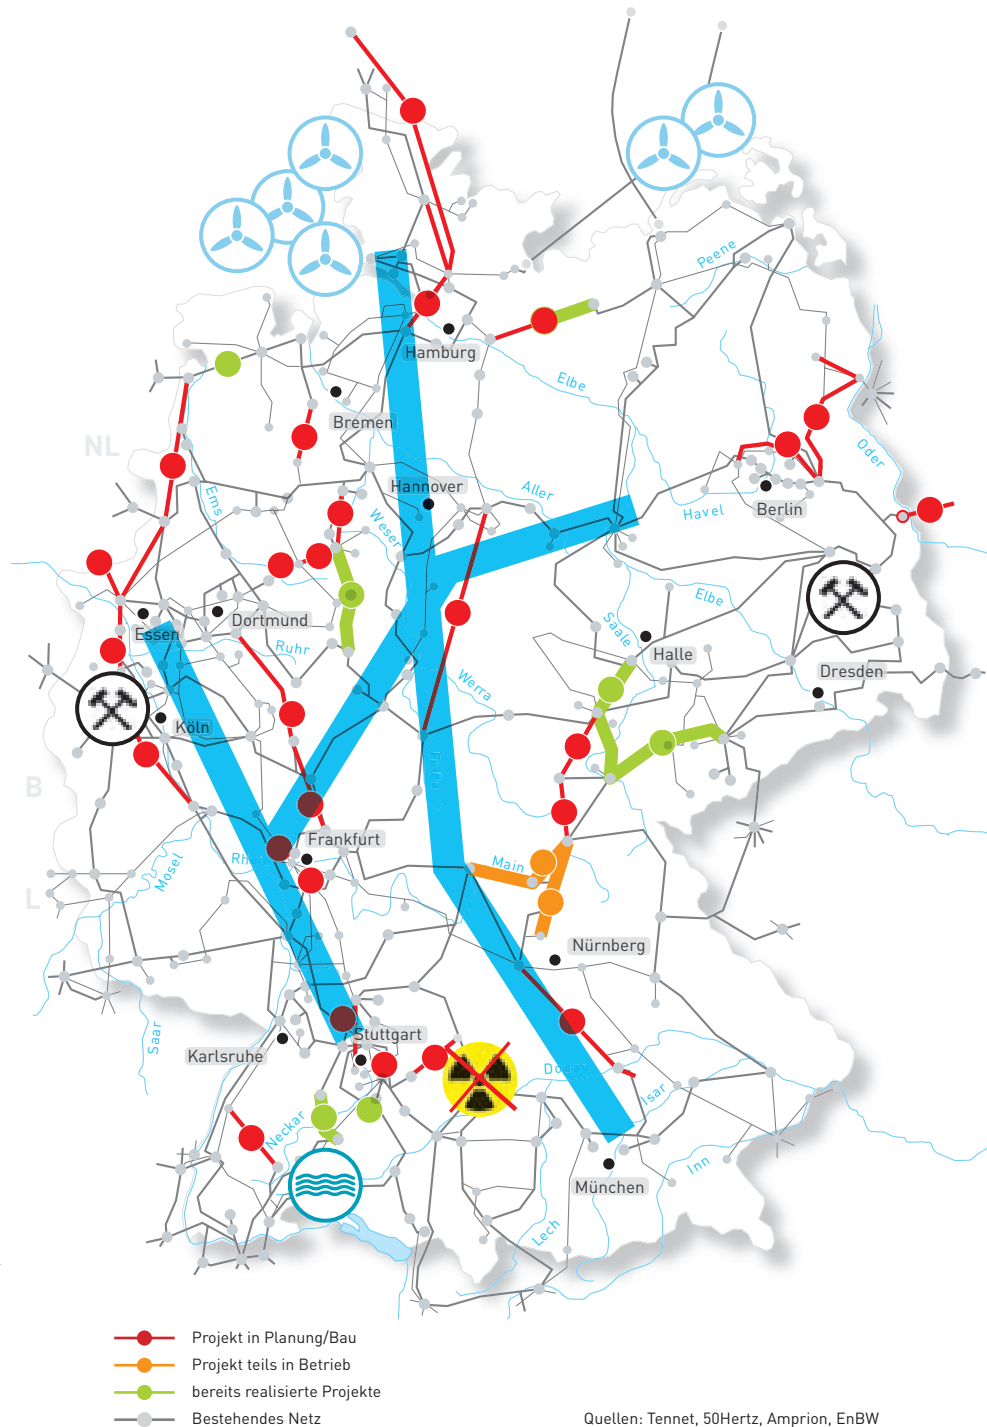 Peene
Hamburg
Elbe
Bremen
NL
Oder
Hannover
Aller
Ems
Weser
Havel
Berlin
Elbe
Dortmund
Essen
Saale
Ruhr
Halle
Werra
Dresden
Köln
Fulda
B
Frankfurt
Rhein
Main
Mosel
L
Nürnberg
Saar
Stuttgart
Karlsruhe
Donau
Isar
Neckar
Inn
München
Lech
Projekt in Planung/Bau
Projekt teils in Betrieb
bereits realisierte Projekte
Bestehendes Netz
Quellen: Tennet, 50Hertz, Amprion, EnBW